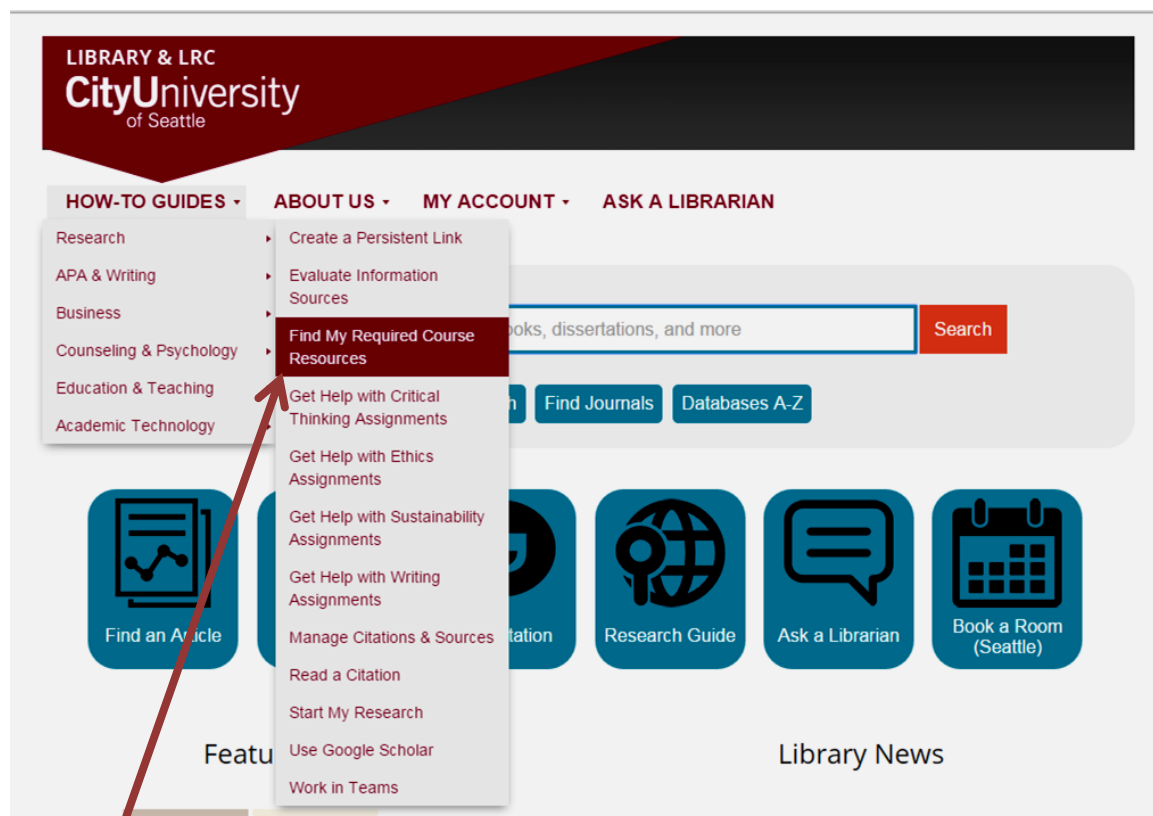 LIBRARY & LRC
CityUniversity
of Seattle
HOW-TO GUIDES
ABOUT US
MY ACCOUNT
ASK A LIBRARIAN
Research
APA & Writing
Business
Counseling & Psychology
Education & Teaching
Academic Technology
Create a Persistent Link
Evaluate Information
Sources
Find My Required Course
Resources
Get Help with Critical
Thinking Assignments
Get Help with Ethics
Assignments
Get Help with Sustainability
Assignments
Get Help with Writing
Assignments
Manage Citations & Sources
Read a Citation
Start My Research
Use Google Scholar
Work in Teams
dissertations, and more
Search
Find Journals
Databases A-Z
Find an Article
Research Guide
Ask a Librarian
Book a Room
(Seattle)
Library News